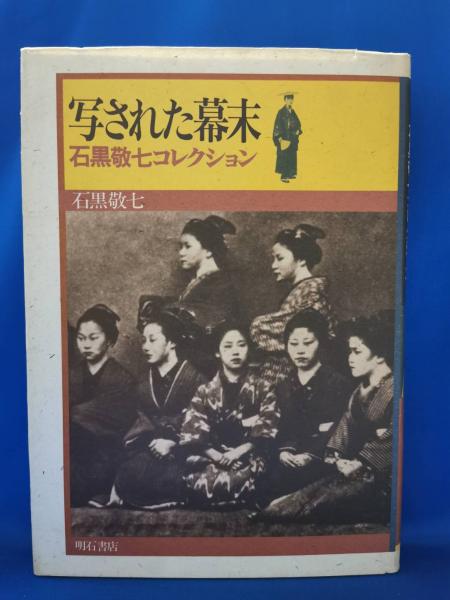 写された幕末
石黒敬七コレクション
石黒敬七
明石書店